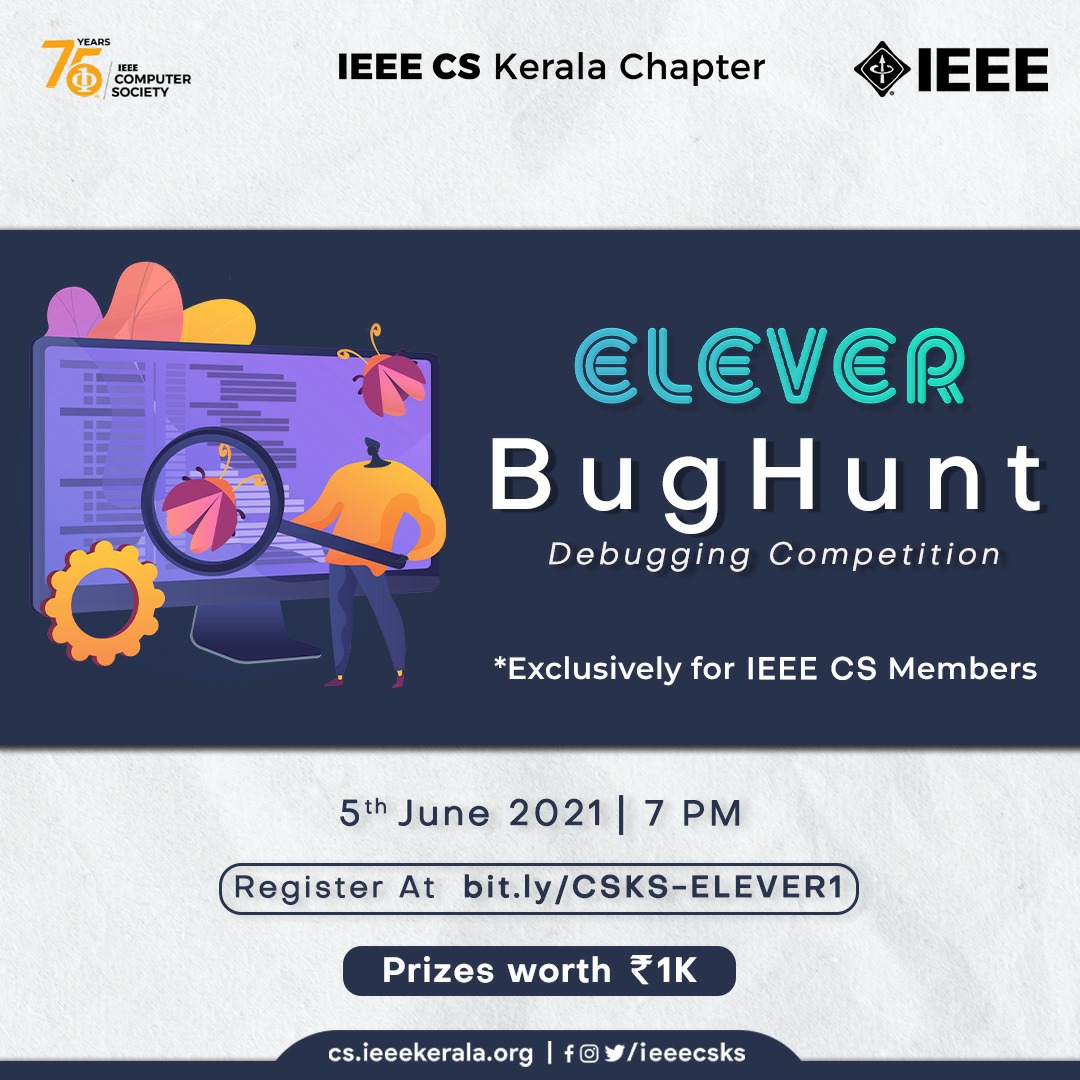 75 YEARS
IEEE
COMPUTER
SOCIETY
IEEE CS Kerala Chapter
IEEE
ELEVER
BugHunt
Debugging Competition
*Exclusively for IEEE CS Members
5th June 2021 | 7 PM
Register At bit.ly/CSKS-ELEVER1
Prizes worth ₹1K
cs.ieeekerala.org | /ieeecsks